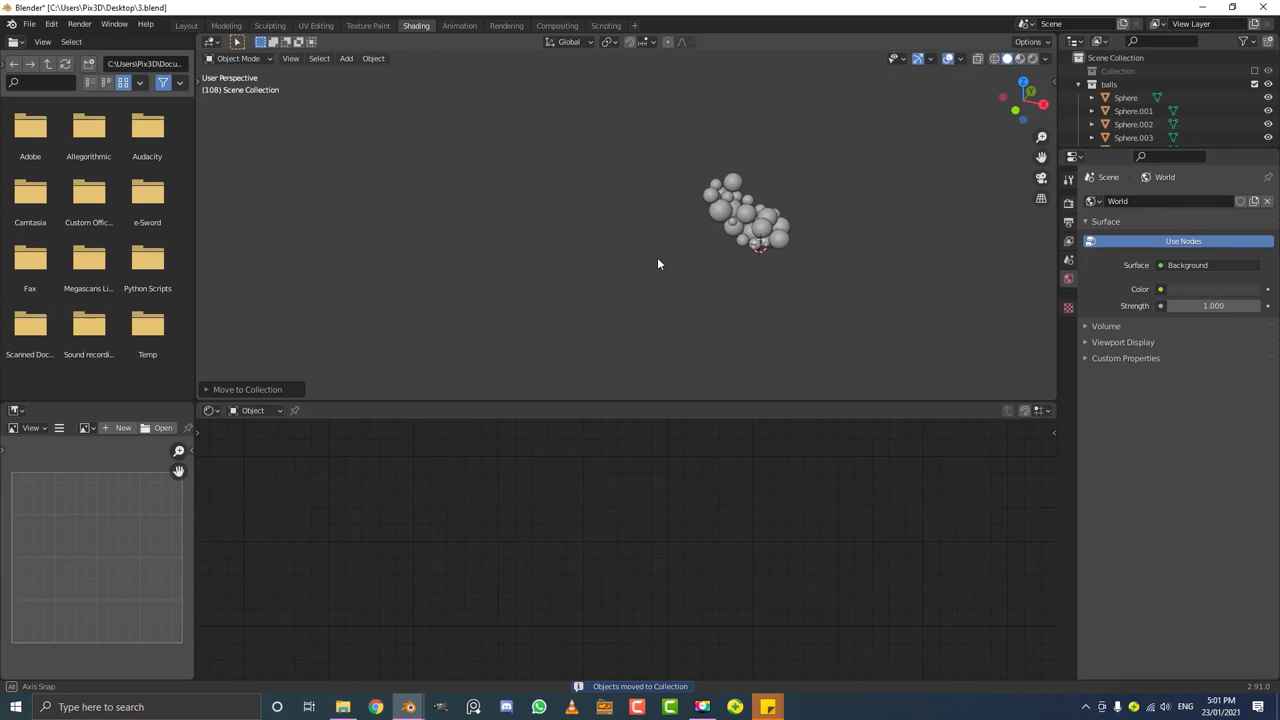 Blender* [C:\Users\Pix3D\Desktop\3.blend]
File Edit Render Window Help
Layout Modeling Sculpting UV Editing Texture Paint Shading Animation Rendering Compositing Scripting +
Scene View Layer
View Select
Global
Options
C:\Users\Pix3D\Docu...
Object Mode View Select Add Object
Scene Collection
Collection
balls
Sphere
Sphere.001
Sphere.002
Sphere.003
User Perspective
(108) Scene Collection
Z
Y
X
Adobe Allegorithmic Audacity
Camtasia Custom Offic... e-Sword
Fax Megascans Li... Python Scripts
Scanned Doc... Sound recordi... Temp
Scene World
World
Surface
Use Nodes
Surface Background
Color
Strength 1.000
Volume
Viewport Display
Custom Properties
Move to Collection
Object
View New Open
Axis Snap
Alt
Objects moved to Collection
2.91.0
Type here to search
ENG
5:01 PM
23/01/2021